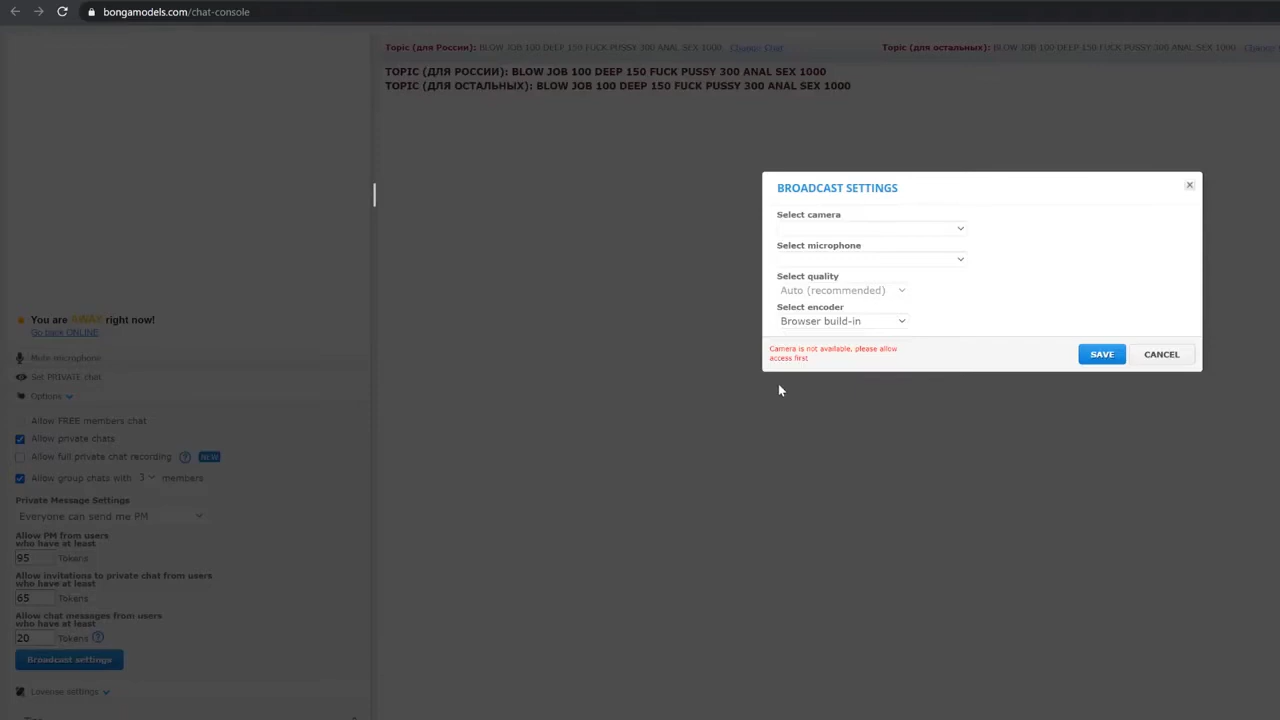 bongamodels.com/chat-console
Topic (для России): BLOW JOB 100 DEEP 150 FUCK PUSSY 300 ANAL SEX 1000 Change Chat
Topic (для остальных): BLOW JOB 100 DEEP 150 FUCK PUSSY 300 ANAL SEX 1000
TOPIC (ДЛЯ РОССИИ): BLOW JOB 100 DEEP 150 FUCK PUSSY 300 ANAL SEX 1000
TOPIC (ДЛЯ ОСТАЛЬНЫХ): BLOW JOB 100 DEEP 150 FUCK PUSSY 300 ANAL SEX 1000
BROADCAST SETTINGS
Select camera
Select microphone
Select quality
Auto (recommended)
Select encoder
Browser build-in
Camera is not available, please allow
access first
SAVE
CANCEL
You are AWAY right now!
Go back ONLINE
Mute microphone
Set PRIVATE chat
Options
Allow FREE members chat
Allow private chats
Allow full private chat recording ? NEW
Allow group chats with 3 members
Private Message Settings
Everyone can send me PM
Allow PM from users
who have at least
95 Tokens
Allow invitations to private chat from users
who have at least
65 Tokens
Allow chat messages from users
who have at least
20 Tokens ?
Broadcast settings
Lovense settings